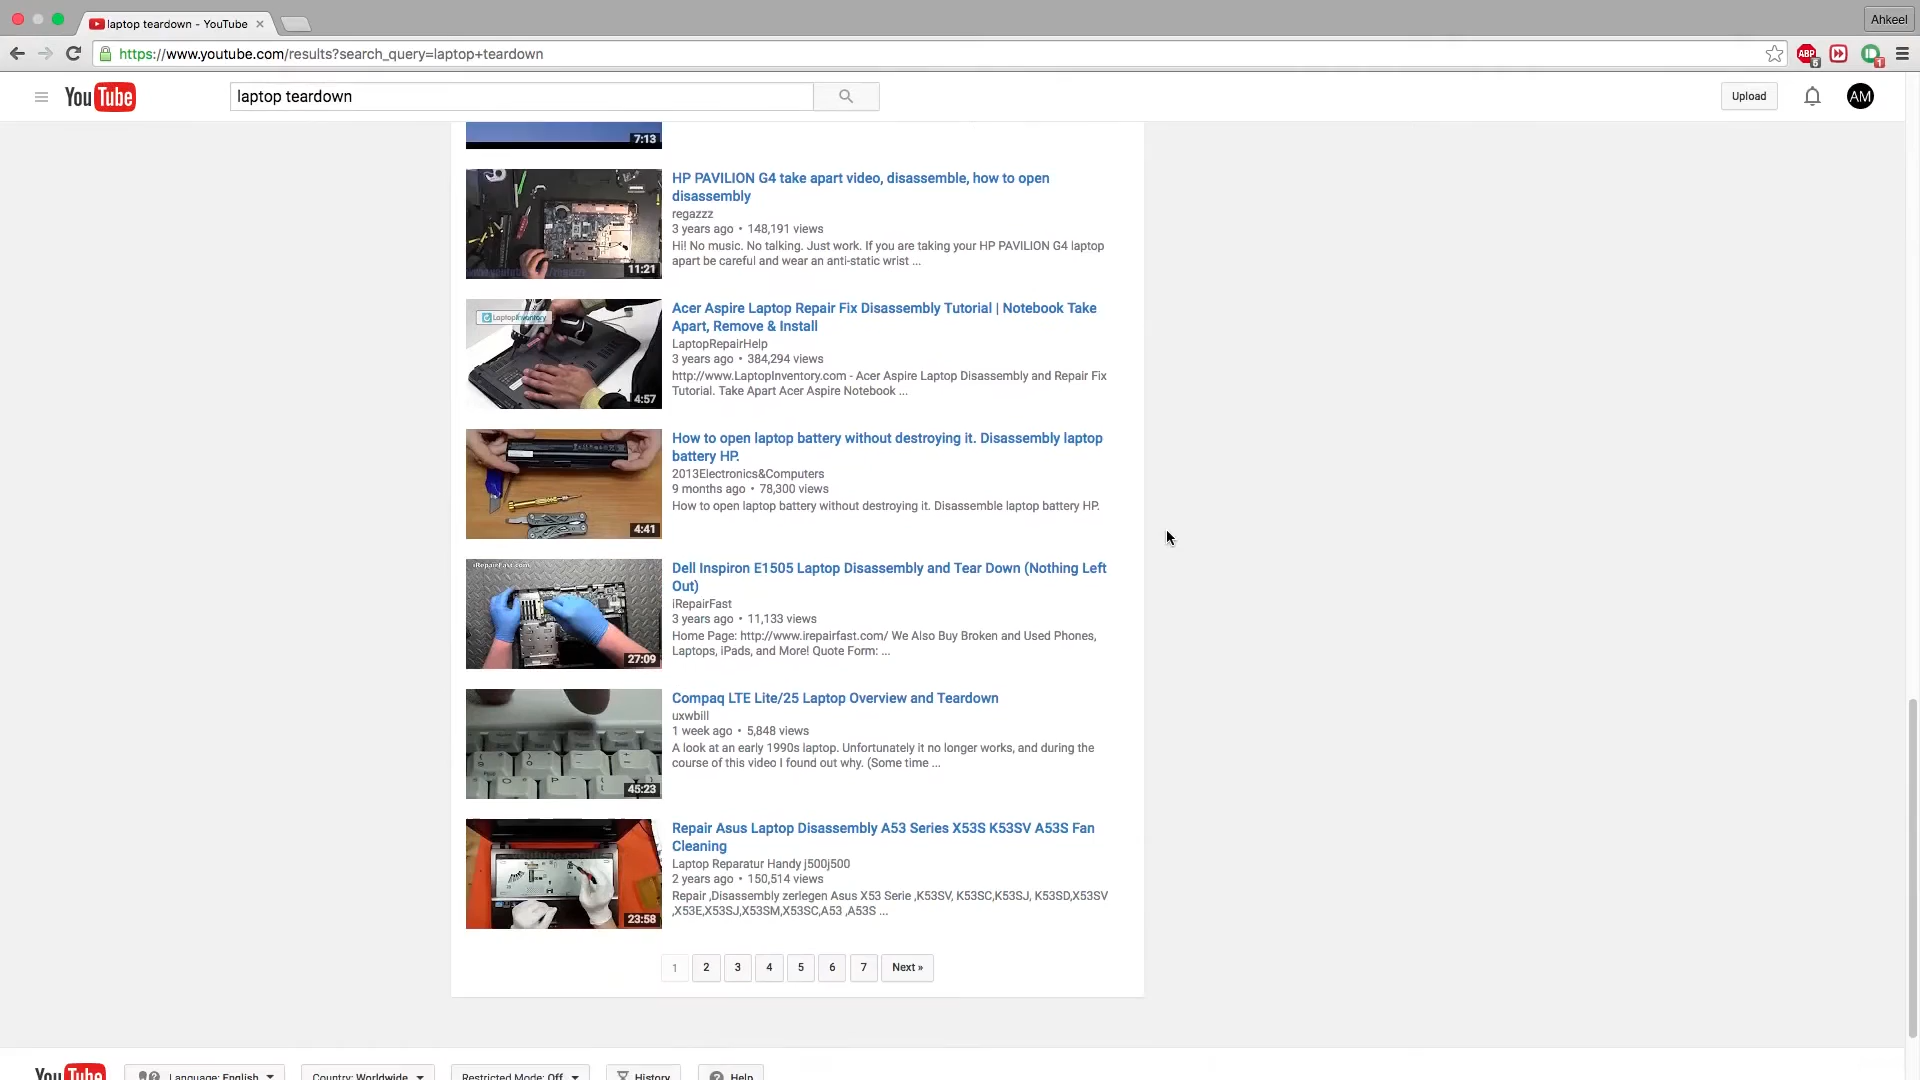 laptop teardown - YouTube
Ahkeel
https://www.youtube.com/results?search_query=laptop+teardown
ABP
6
1
YouTube
laptop teardown
Upload
AM
7:13
HP PAVILION G4 take apart video, disassemble, how to open
disassembly
regazzz
3 years ago • 148,191 views
Hi! No music. No talking. Just work. If you are taking your HP PAVILION G4 laptop
apart be careful and wear an anti-static wrist ...
11:21
LaptopInventory
Acer Aspire Laptop Repair Fix Disassembly Tutorial | Notebook Take
Apart, Remove & Install
LaptopRepairHelp
3 years ago • 384,294 views
http://www.LaptopInventory.com - Acer Aspire Laptop Disassembly and Repair Fix
Tutorial. Take Apart Acer Aspire Notebook ...
4:57
How to open laptop battery without destroying it. Disassembly laptop
battery HP.
2013Electronics&Computers
9 months ago • 78,300 views
How to open laptop battery without destroying it. Disassemble laptop battery HP.
4:41
iRepairFast.com
Dell Inspiron E1505 Laptop Disassembly and Tear Down (Nothing Left
Out)
iRepairFast
3 years ago • 11,133 views
Home Page: http://www.irepairfast.com/ We Also Buy Broken and Used Phones,
Laptops, iPads, and More! Quote Form: ...
27:09
Compaq LTE Lite/25 Laptop Overview and Teardown
uxwbill
1 week ago • 5,848 views
A look at an early 1990s laptop. Unfortunately it no longer works, and during the
course of this video I found out why. (Some time ...
45:23
Repair Asus Laptop Disassembly A53 Series X53S K53SV A53S Fan
Cleaning
Laptop Reparatur Handy j500j500
2 years ago • 150,514 views
Repair ,Disassembly zerlegen Asus X53 Serie ,K53SV, K53SC,K53SJ, K53SD,X53SV
,X53E,X53SJ,X53SM,X53SC,A53 ,A53S ...
23:58
1 2 3 4 5 6 7 Next »
YouTube Language: English Country: Worldwide Restricted Mode: Off History Help